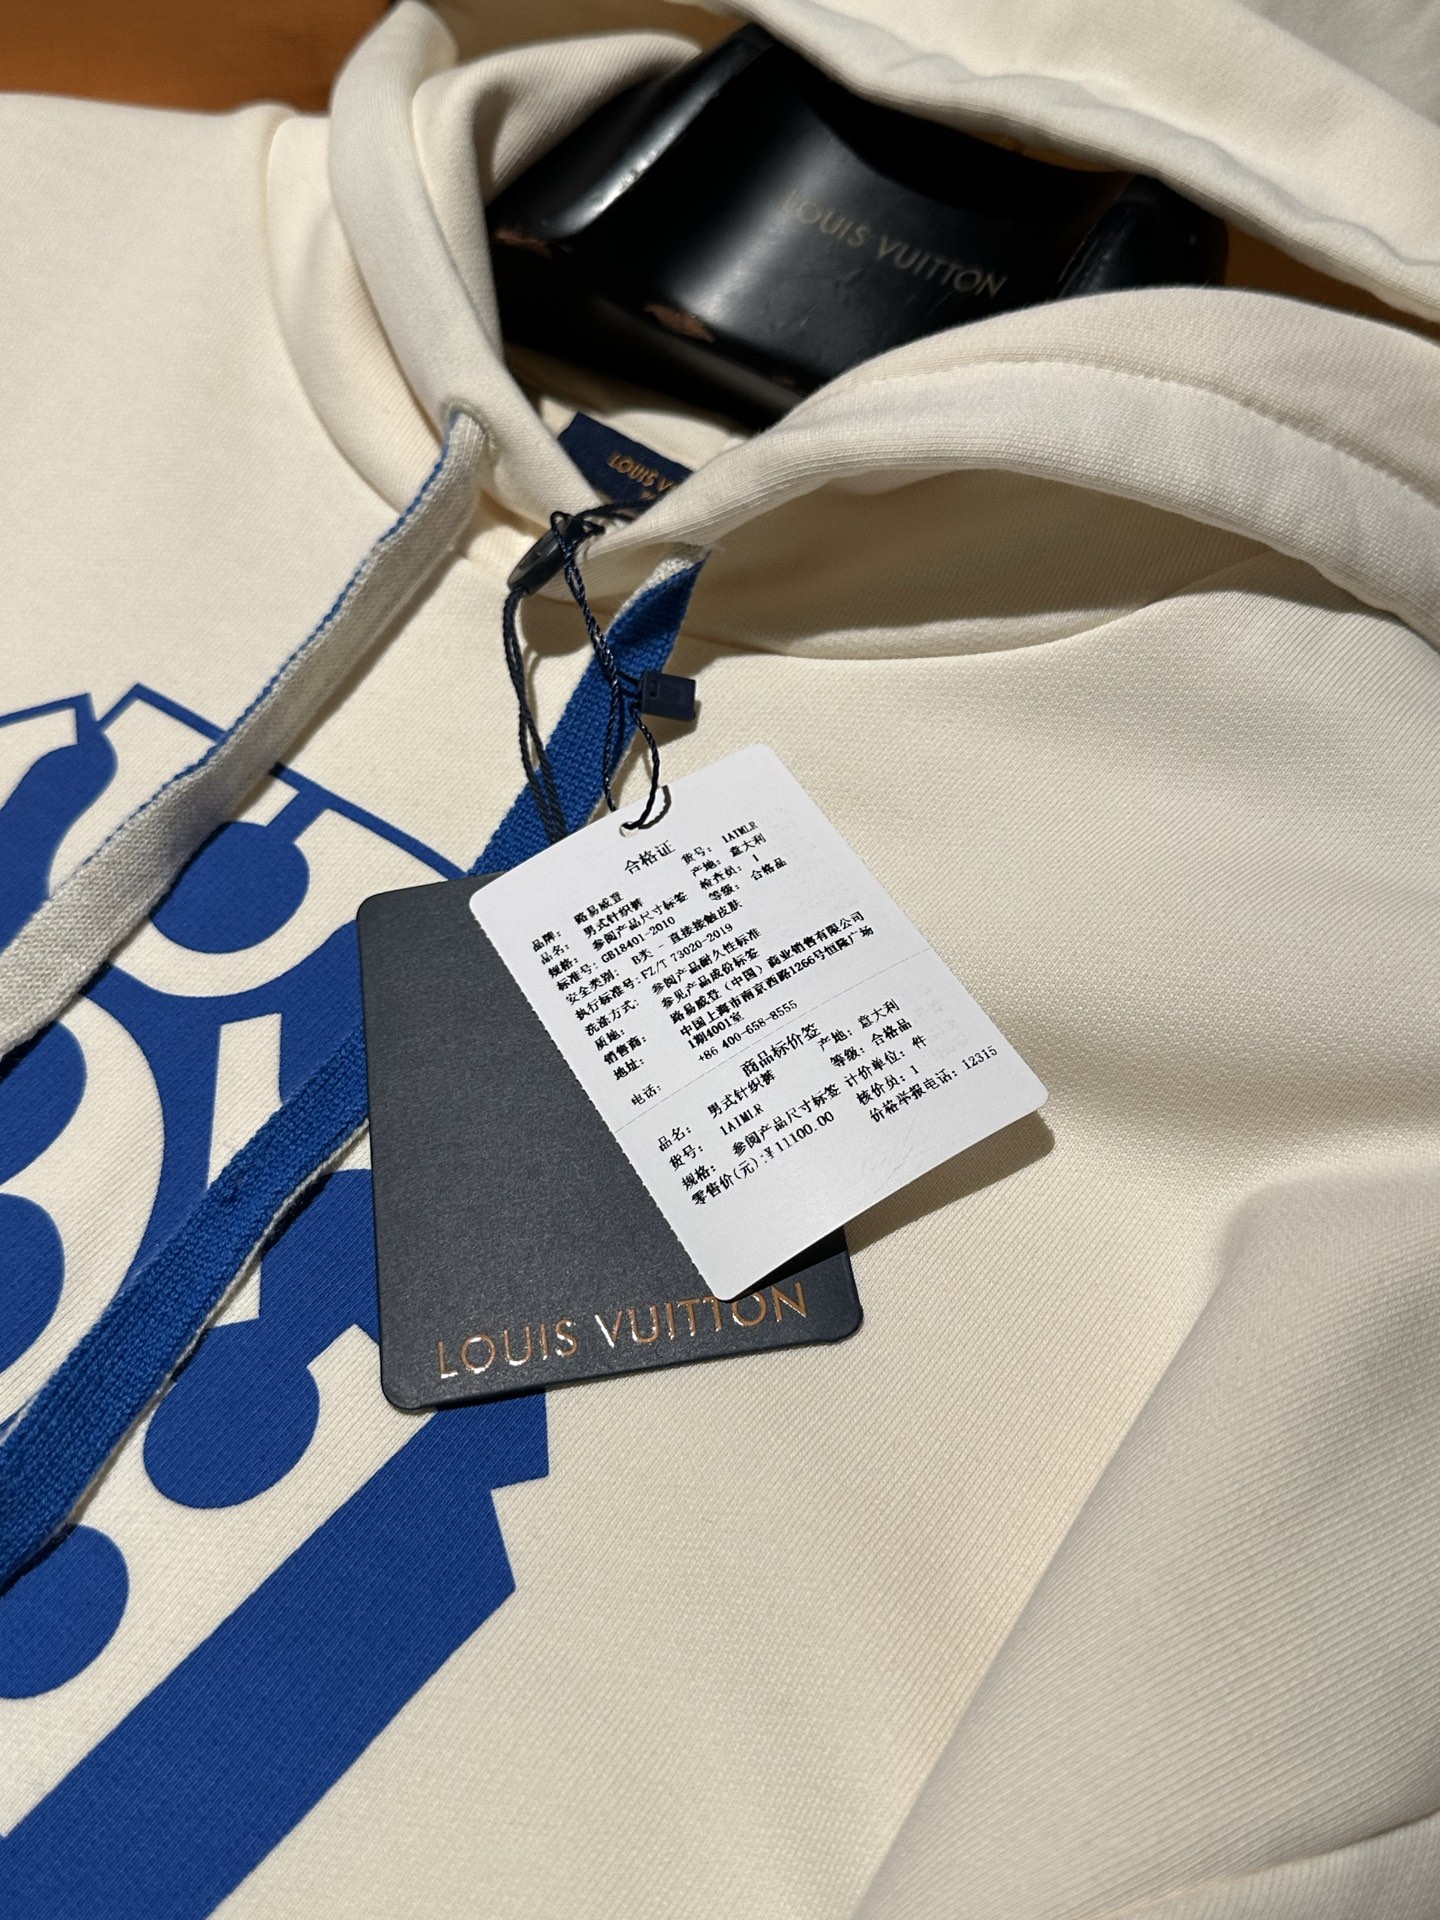 LOUIS VUITTON
LOUIS V
合格证
品牌： 路易威登 货号： 1AIMLR
品名： 男式针织裤 产地： 意大利
规格： 参阅产品尺寸标签 检查员： 1
标准号：GB18401-2010 等级： 合格品
安全类别： B类 - 直接接触皮肤
执行标准号：FZ/T 73020-2019
洗涤方式： 参阅产品耐久性标签
质地： 参见产品成份标签
销售商： 路易威登（中国）商业销售有限公司
地址： 中国上海市南京西路1266号恒隆广场
1期4001室
电话： +86 400-658-8555
商品标价签
品名： 男式针织裤 产地：意大利
货号： 1AIMLR 等级：合格品
规格： 参阅产品尺寸标签 计价单位：件
零售价(元)：¥11100.00 核价员：1
价格举报电话：12315
LOUIS VUITTON